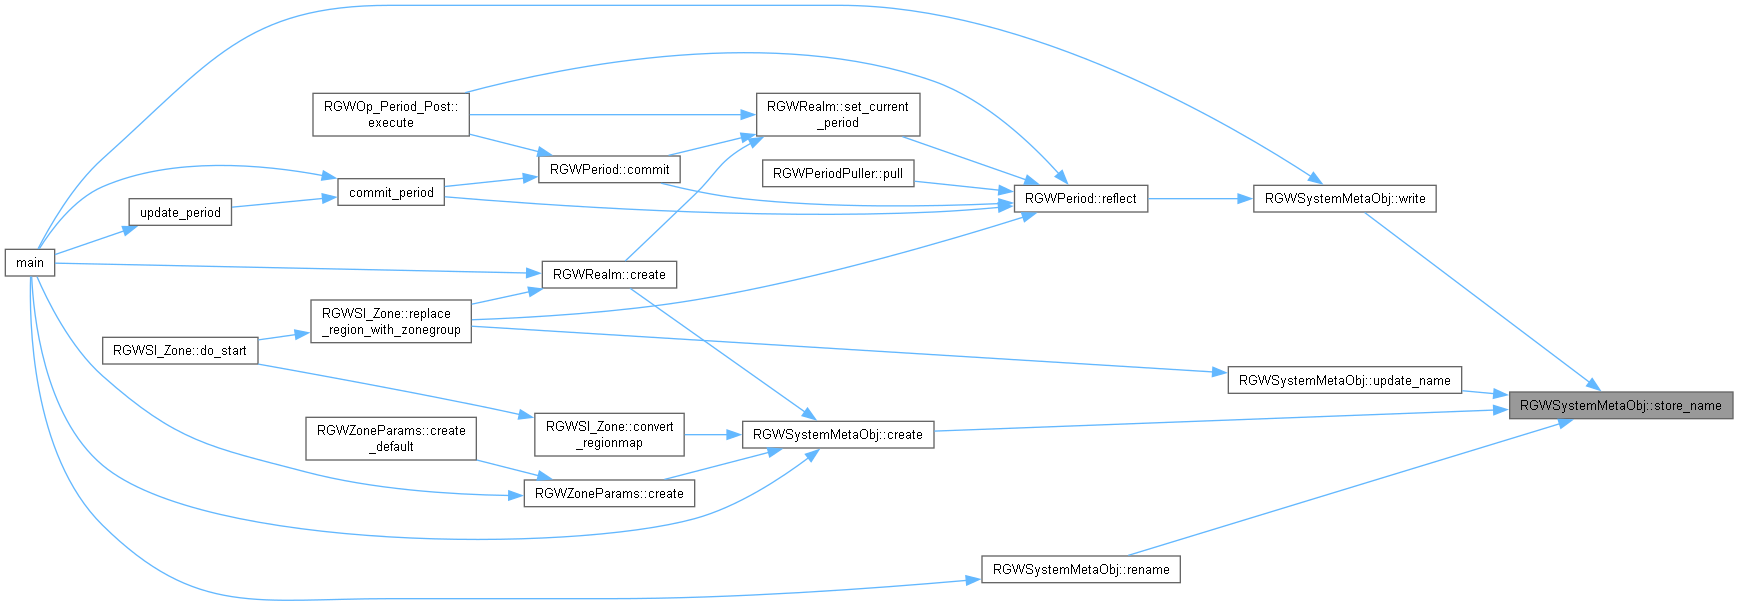 RGWOp_Period_Post::
execute
RGWRealm::set_current
_period
RGWPeriod::commit
RGWPeriodPuller::pull
commit_period
RGWPeriod::reflect
RGWSystemMetaObj::write
update_period
main
RGWRealm::create
RGWSI_Zone::replace
_region_with_zonegroup
RGWSI_Zone::do_start
RGWSystemMetaObj::update_name
RGWSystemMetaObj::store_name
RGWZoneParams::create
_default
RGWSI_Zone::convert
_regionmap
RGWSystemMetaObj::create
RGWZoneParams::create
RGWSystemMetaObj::rename